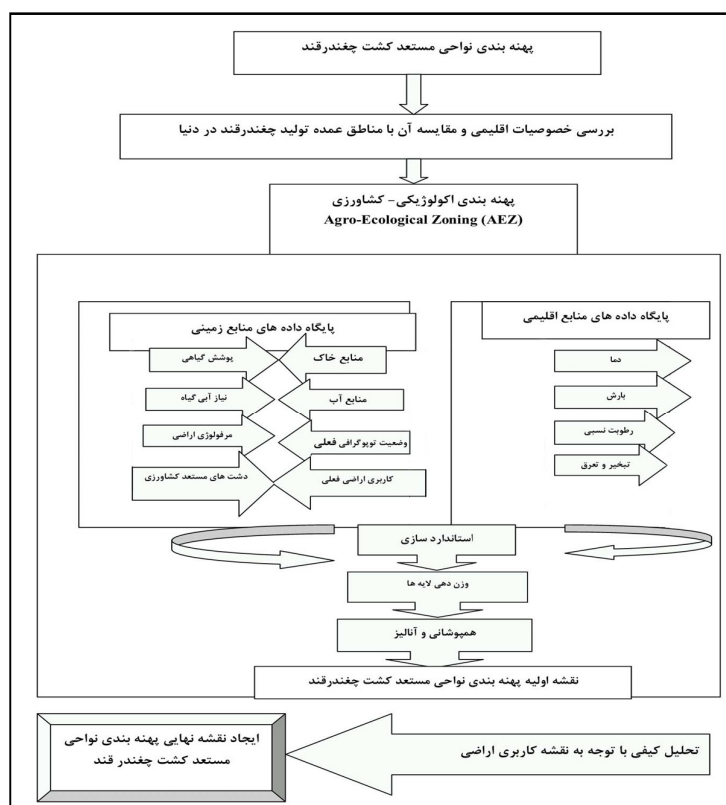 پهنه بندی نواحی مستعد کشت چغندرقند
بررسی خصوصیات اقلیمی و مقایسه آن با مناطق عمده تولید چغندرقند در دنیا
پهنه بندی اکولوژیکی- کشاورزی
Agro-Ecological Zoning (AEZ)
پایگاه داده های منابع اقلیمی
دما
بارش
رطوبت نسبی
تبخیر و تعرق
پایگاه داده های منابع زمینی
منابع خاک
پوشش گیاهی
منابع آب
نیاز آبی گیاه
وضعیت توپوگرافی فعلی
مرفولوژی اراضی
کاربری اراضی فعلی
دشت های مستعد کشاورزی
استاندارد سازی
وزن دهی لایه ها
همپوشانی و آنالیز
نقشه اولیه پهنه بندی نواحی مستعد کشت چغندرقند
تحلیل کیفی با توجه به نقشه کاربری اراضی
ایجاد نقشه نهایی پهنه بندی نواحی
مستعد کشت چغندر قند